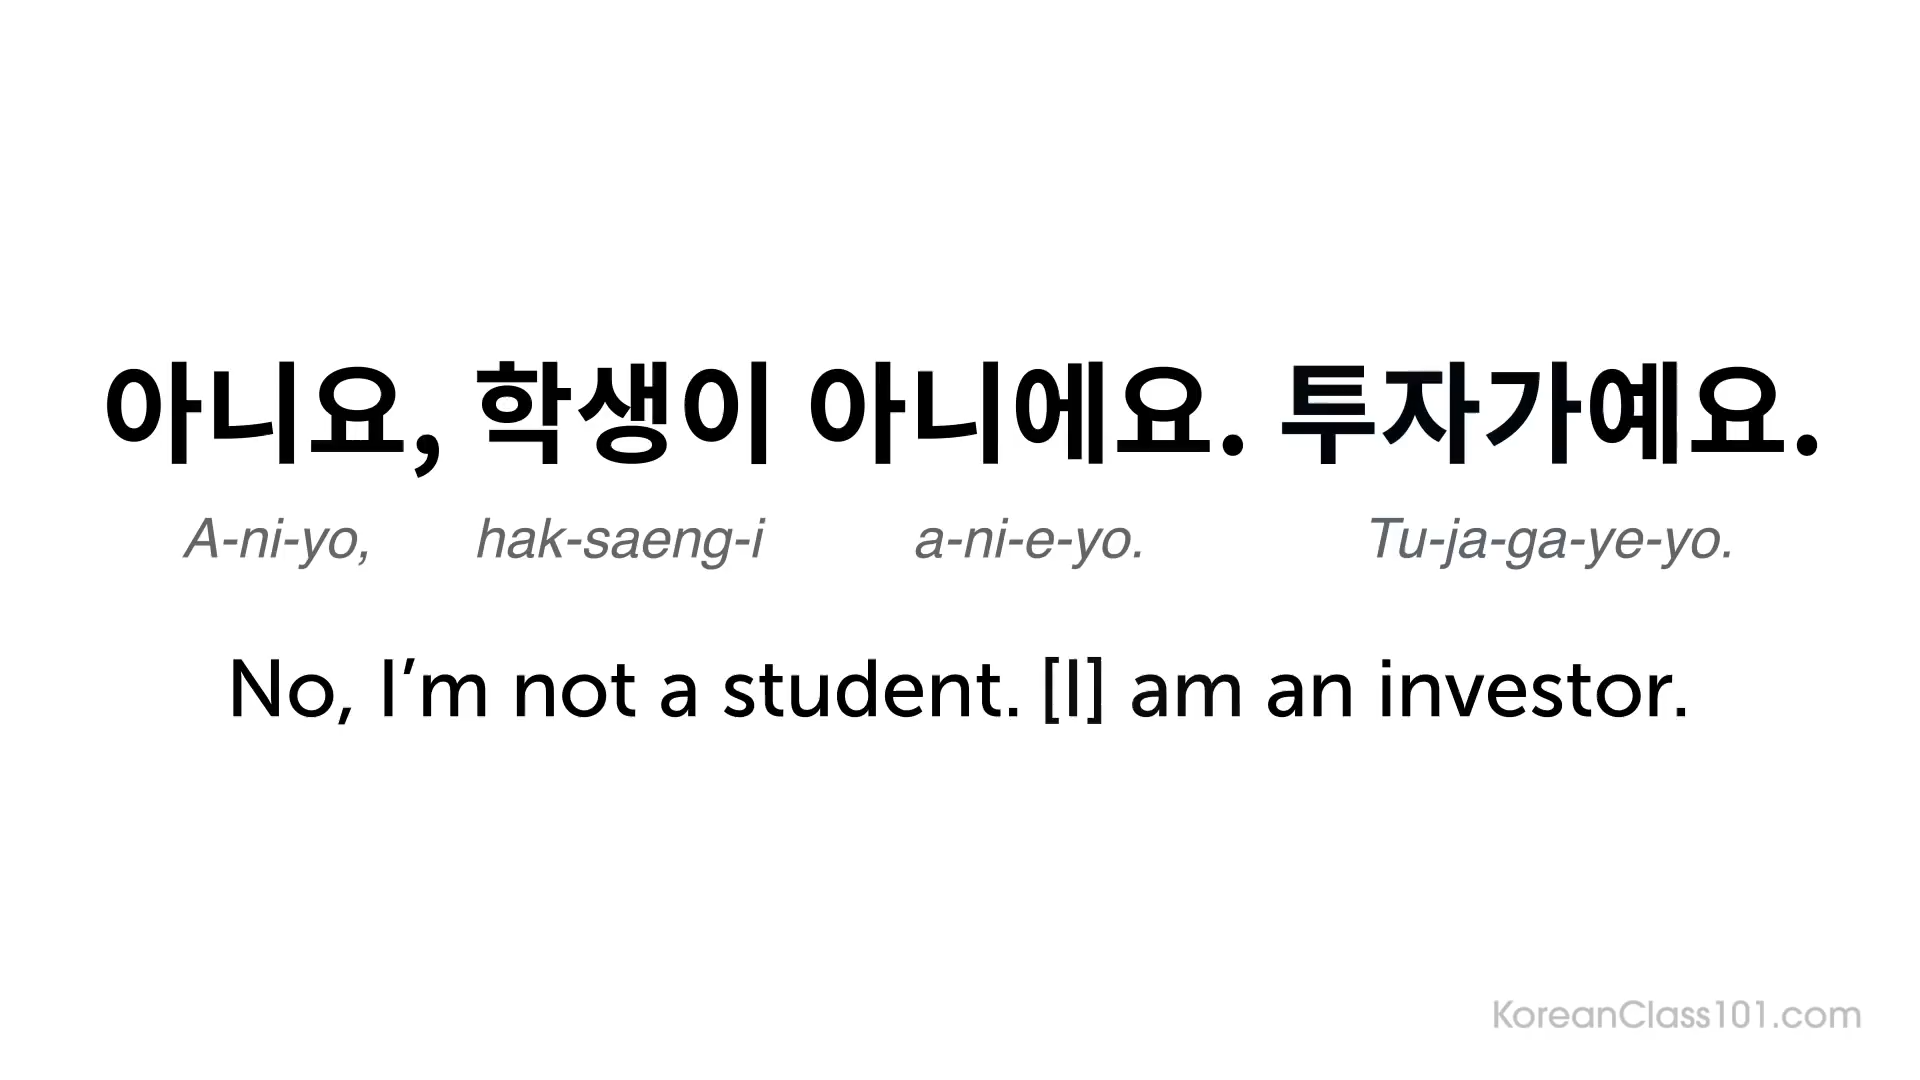 아니요, 학생이 아니에요. 투자가예요.
A-ni-yo, hak-saeng-i a-ni-e-yo. Tu-ja-ga-ye-yo.
No, I’m not a student. [I] am an investor.
KoreanClass101.com